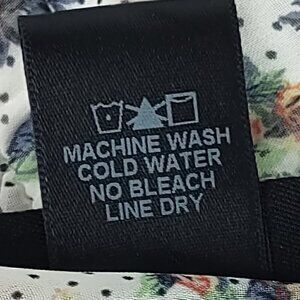 MACHINE WASH
COLD WATER
NO BLEACH
LINE DRY